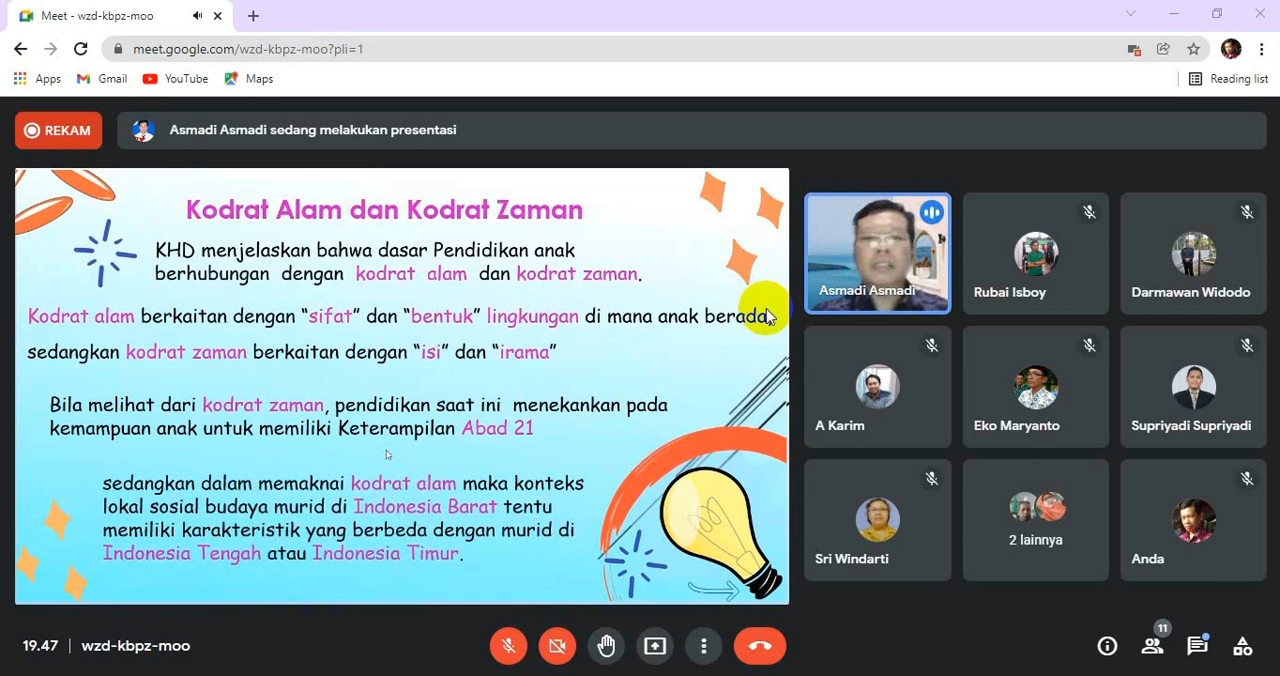 Meet - wzd-kbpz-moo
meet.google.com/wzd-kbpz-moo?pli=1
Apps
Gmail
YouTube
Maps
Reading list
REKAM
Asmadi Asmadi sedang melakukan presentasi
Kodrat Alam dan Kodrat Zaman
KHD menjelaskan bahwa dasar Pendidikan anak
berhubungan dengan kodrat alam dan kodrat zaman.
Kodrat alam berkaitan dengan “sifat” dan “bentuk” lingkungan di mana anak berada,
sedangkan kodrat zaman berkaitan dengan “isi” dan “irama”
Bila melihat dari kodrat zaman, pendidikan saat ini menekankan pada
kemampuan anak untuk memiliki Keterampilan Abad 21
sedangkan dalam memaknai kodrat alam maka konteks
lokal sosial budaya murid di Indonesia Barat tentu
memiliki karakteristik yang berbeda dengan murid di
Indonesia Tengah atau Indonesia Timur.
Asmadi Asmadi
Rubai Isboy
Darmawan Widodo
A Karim
Eko Maryanto
Supriyadi Supriyadi
Sri Windarti
2 lainnya
Anda
19.47 | wzd-kbpz-moo
11